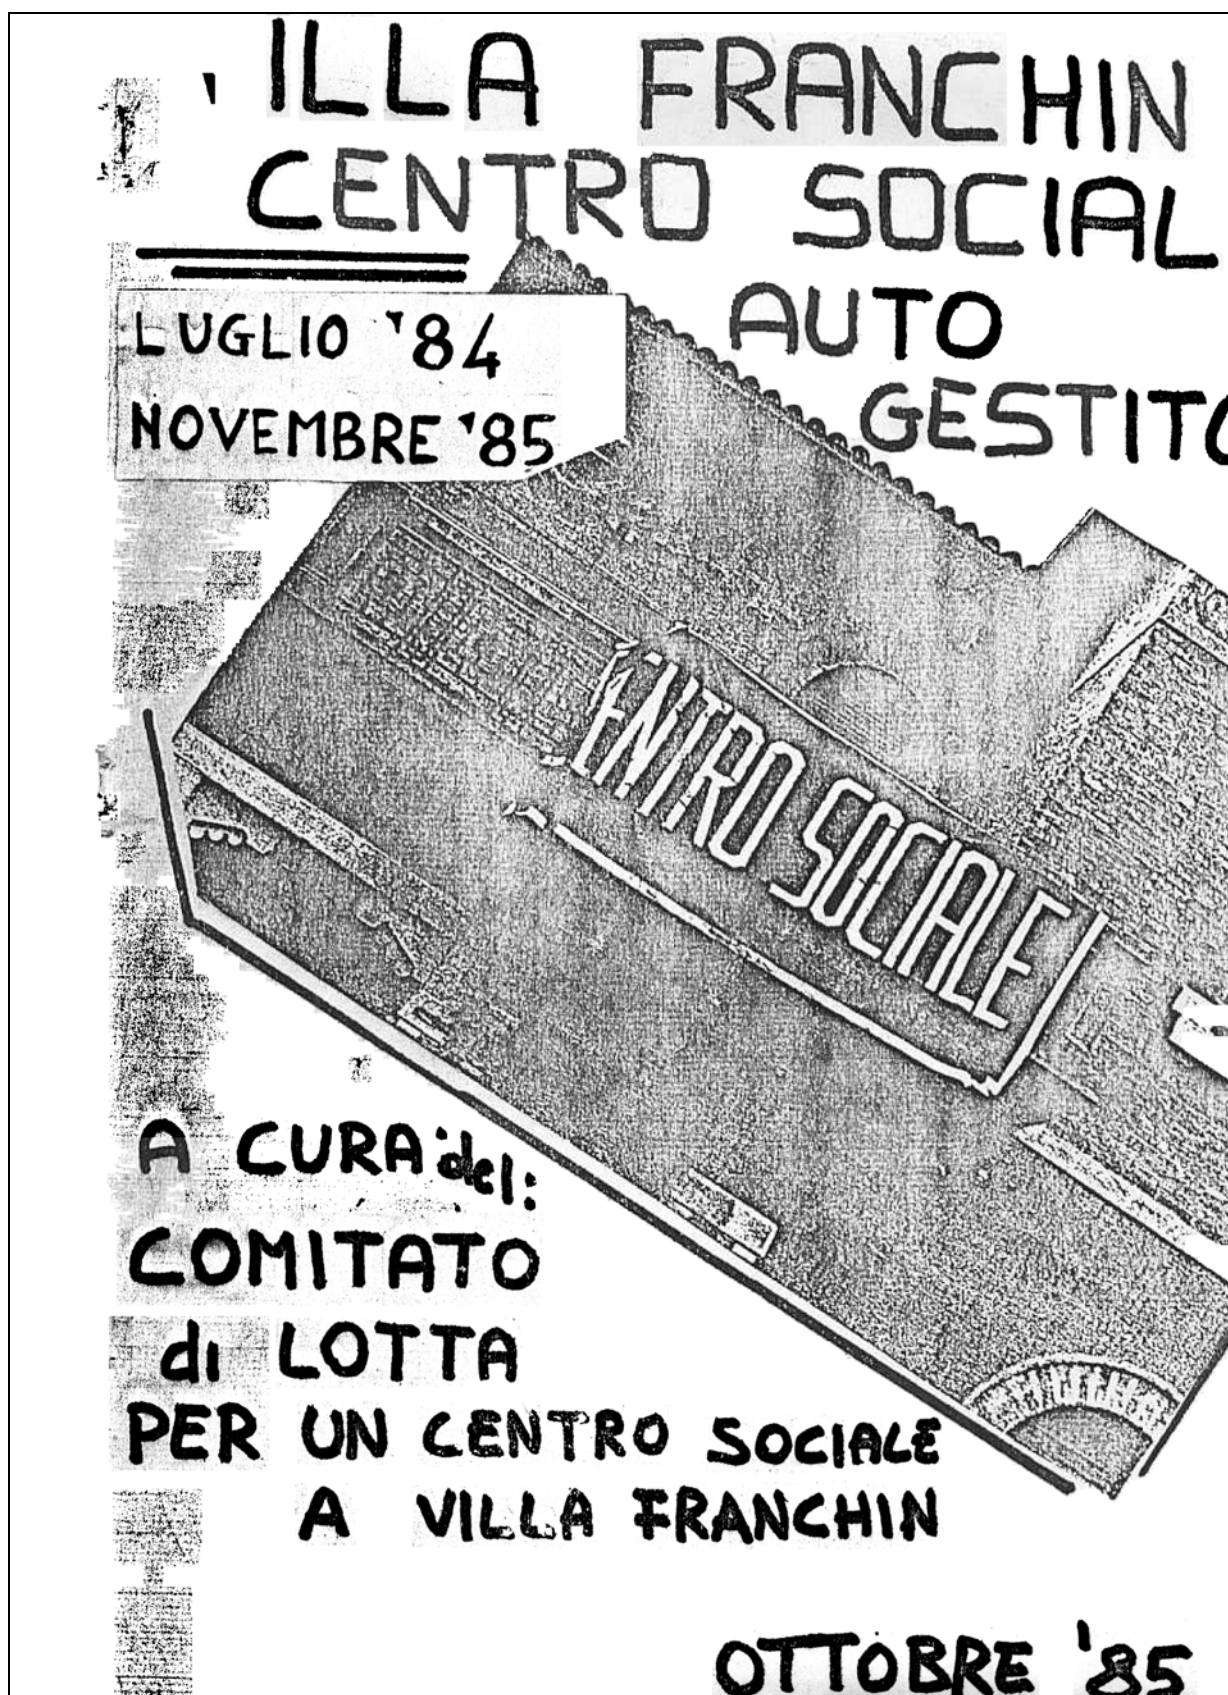 ILLA FRANCHIN
CENTRO SOCIAL
AUTO
GESTITO
LUGLIO '84
NOVEMBRE '85
CENTRO SOCIALE
A CURA del:
COMITATO
di LOTTA
PER UN CENTRO SOCIALE
A VILLA FRANCHIN
OTTOBRE '85